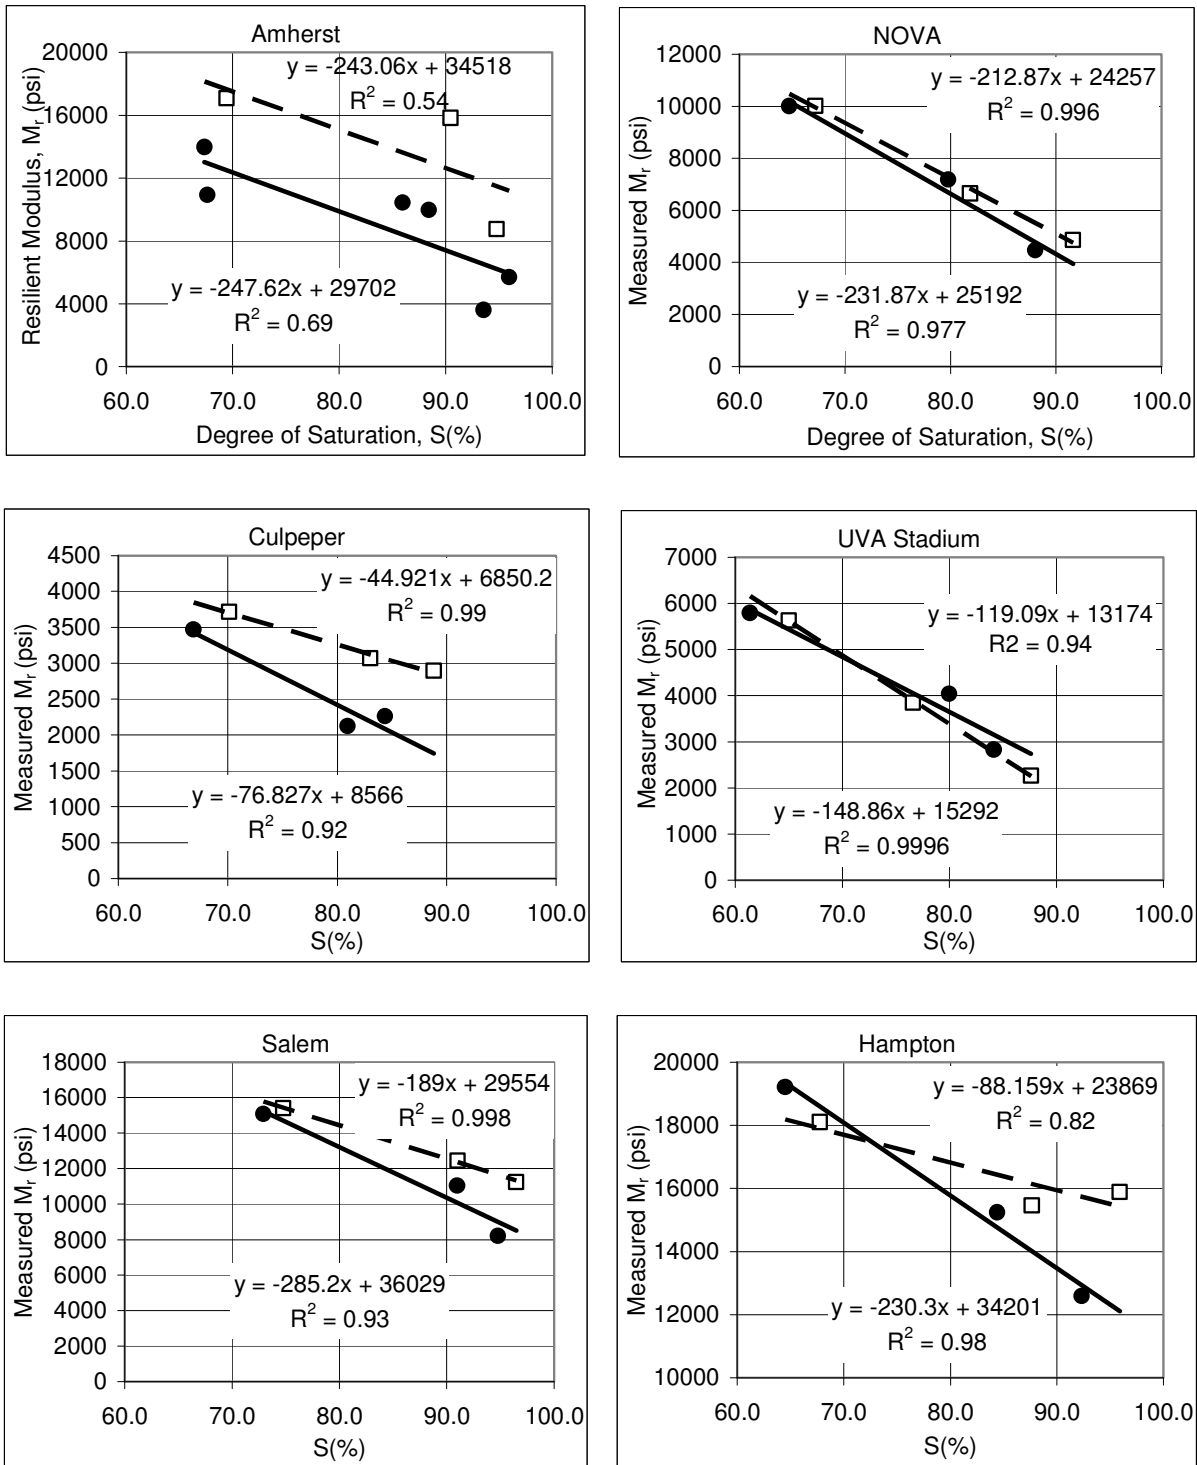 Amherst
y = -243.06x + 34518
R² = 0.54
y = -247.62x + 29702
R² = 0.69
Resilient Modulus, Mr (psi)
20000
16000
12000
8000
4000
0
60.0 70.0 80.0 90.0 100.0
Degree of Saturation, S(%)
NOVA
y = -212.87x + 24257
R² = 0.996
y = -231.87x + 25192
R² = 0.977
Measured Mr (psi)
12000
10000
8000
6000
4000
2000
0
60.0 70.0 80.0 90.0 100.0
Degree of Saturation, S(%)
Culpeper
y = -44.921x + 6850.2
R² = 0.99
y = -76.827x + 8566
R² = 0.92
Measured Mr (psi)
4500
4000
3500
3000
2500
2000
1500
1000
500
0
60.0 70.0 80.0 90.0 100.0
S(%)
UVA Stadium
y = -119.09x + 13174
R2 = 0.94
y = -148.86x + 15292
R² = 0.9996
Measured Mr (psi)
7000
6000
5000
4000
3000
2000
1000
0
60.0 70.0 80.0 90.0 100.0
S(%)
Salem
y = -189x + 29554
R² = 0.998
y = -285.2x + 36029
R² = 0.93
Measured Mr (psi)
18000
16000
14000
12000
10000
8000
6000
4000
2000
0
60.0 70.0 80.0 90.0 100.0
S(%)
Hampton
y = -88.159x + 23869
R² = 0.82
y = -230.3x + 34201
R² = 0.98
Measured Mr (psi)
20000
18000
16000
14000
12000
10000
60.0 70.0 80.0 90.0 100.0
S(%)